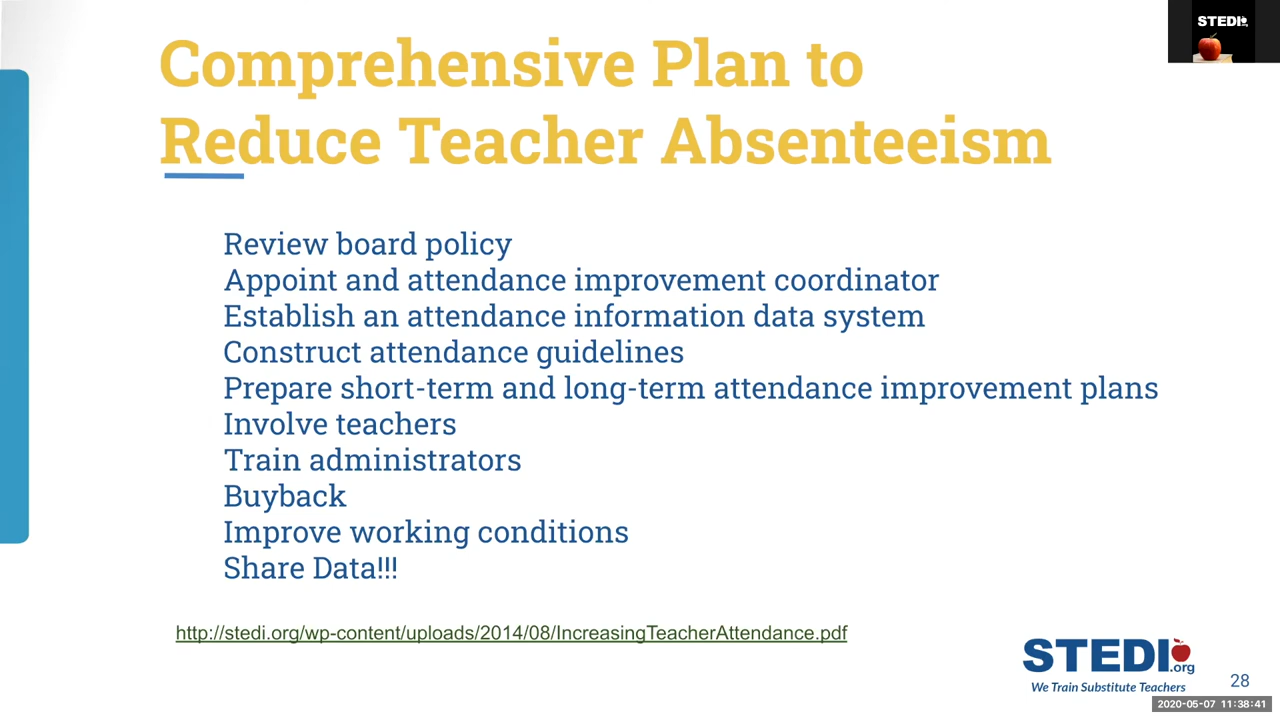 STEDI
Comprehensive Plan to
Reduce Teacher Absenteeism
Review board policy
Appoint and attendance improvement coordinator
Establish an attendance information data system
Construct attendance guidelines
Prepare short-term and long-term attendance improvement plans
Involve teachers
Train administrators
Buyback
Improve working conditions
Share Data!!!
http://stedi.org/wp-content/uploads/2014/08/IncreasingTeacherAttendance.pdf
STEDI.org
We Train Substitute Teachers
28
2020-05-07 11:38:41